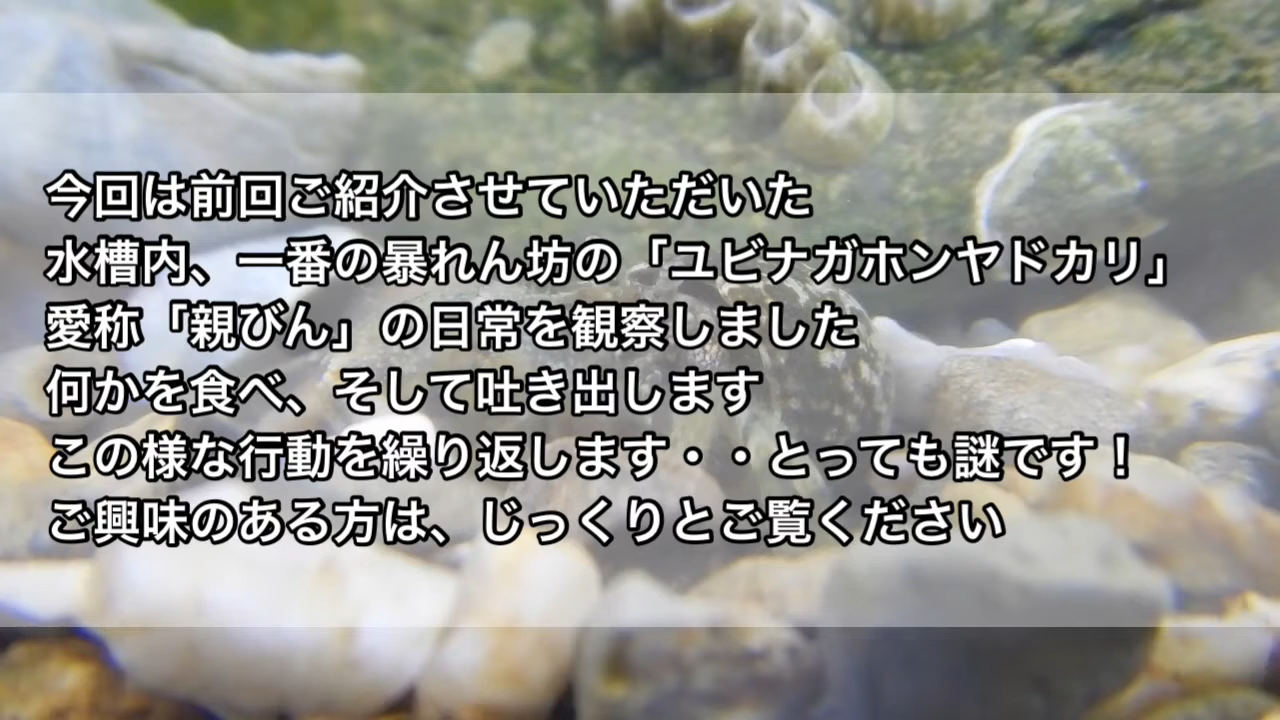 今回は前回ご紹介させていただいた
水槽内、一番の暴れん坊の「ユビナガホンヤドカリ」
愛称「親びん」の日常を観察しました
何かを食べ、そして吐き出します
この様な行動を繰り返します・・とっても謎です！
ご興味のある方は、じっくりとご覧ください